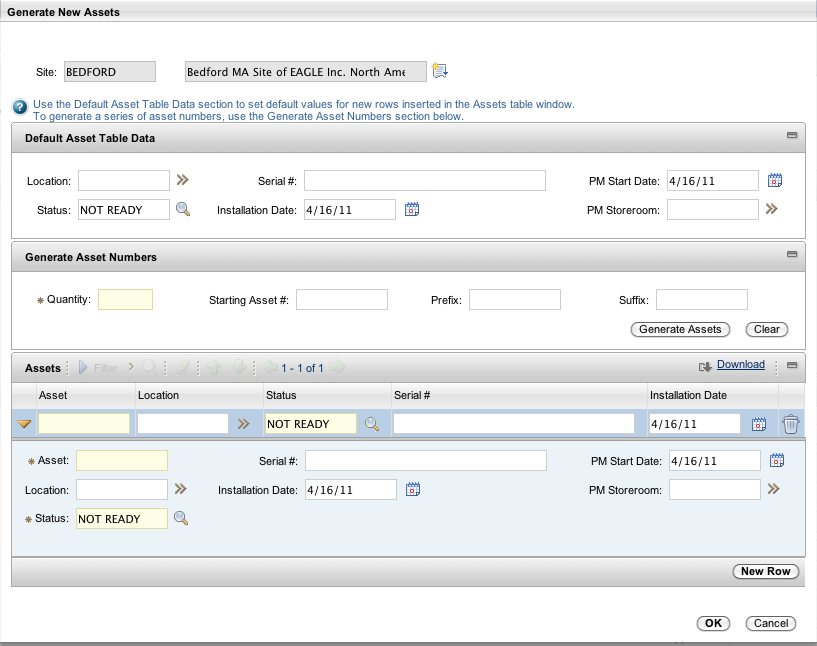 Generate New Assets
Site: BEDFORD Bedford MA Site of EAGLE Inc. North Ame
Use the Default Asset Table Data section to set default values for new rows inserted in the Assets table window.
To generate a series of asset numbers, use the Generate Asset Numbers section below.
Default Asset Table Data
Location: Serial #: PM Start Date: 4/16/11
Status: NOT READY Installation Date: 4/16/11 PM Storeroom:
Generate Asset Numbers
* Quantity: Starting Asset #: Prefix: Suffix:
Generate Assets Clear
Assets Filter 1 - 1 of 1 Download
Asset Location Status Serial # Installation Date
NOT READY 4/16/11
* Asset: Serial #: PM Start Date: 4/16/11
Location: Installation Date: 4/16/11 PM Storeroom:
* Status: NOT READY
New Row
OK Cancel